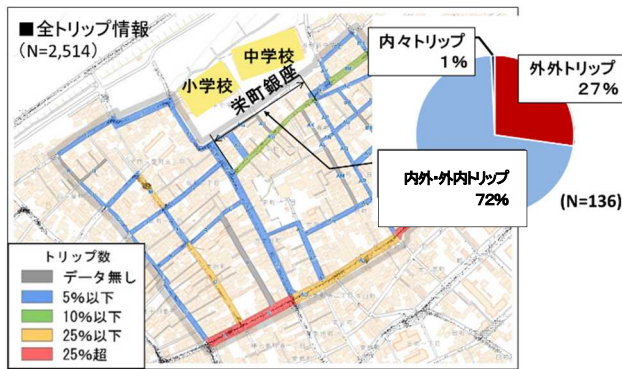 ■全トリップ情報
(N=2,514)
中学校
小学校
栄町銀座
内々トリップ
1%
外外トリップ
27%
内外・外内トリップ
72%
(N=136)
トリップ数
データ無し
5%以下
10%以下
25%以下
25%超